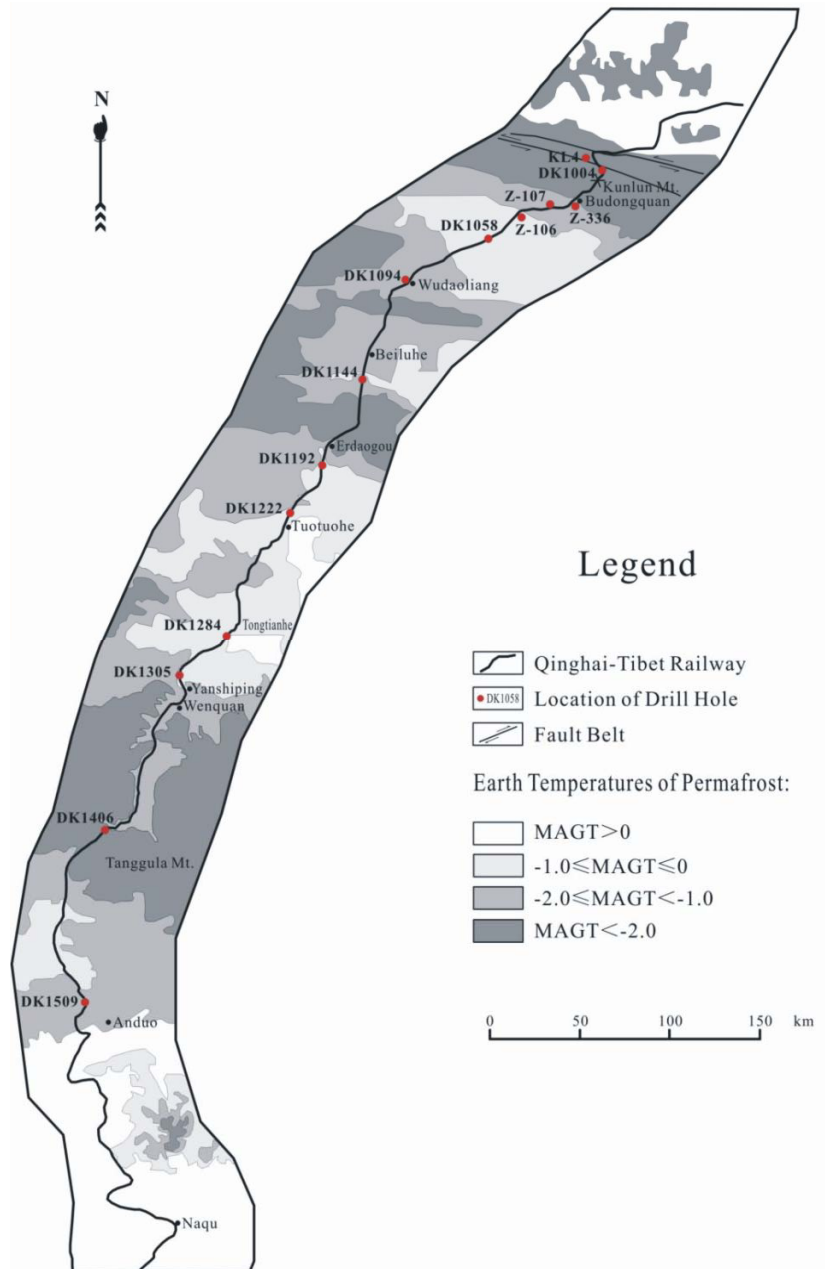 N
KL4
DK1004
Kunlun Mt.
Z-107
Budongquan
Z-336
Z-106
DK1058
DK1094
Wudaoliang
Beiluhe
DK1144
Erdaogou
DK1192
DK1222
Tuotuohe
Legend
DK1284
Tongtianhe
Qinghai-Tibet Railway
DK1305
Yanshiping
DK1058 Location of Drill Hole
Wenquan
Fault Belt
Earth Temperatures of Permafrost:
DK1406
MAGT>0
Tanggula Mt.
-1.0≤MAGT≤0
-2.0≤MAGT<-1.0
MAGT<-2.0
DK1509
Anduo
0 50 100 150 km
Naqu